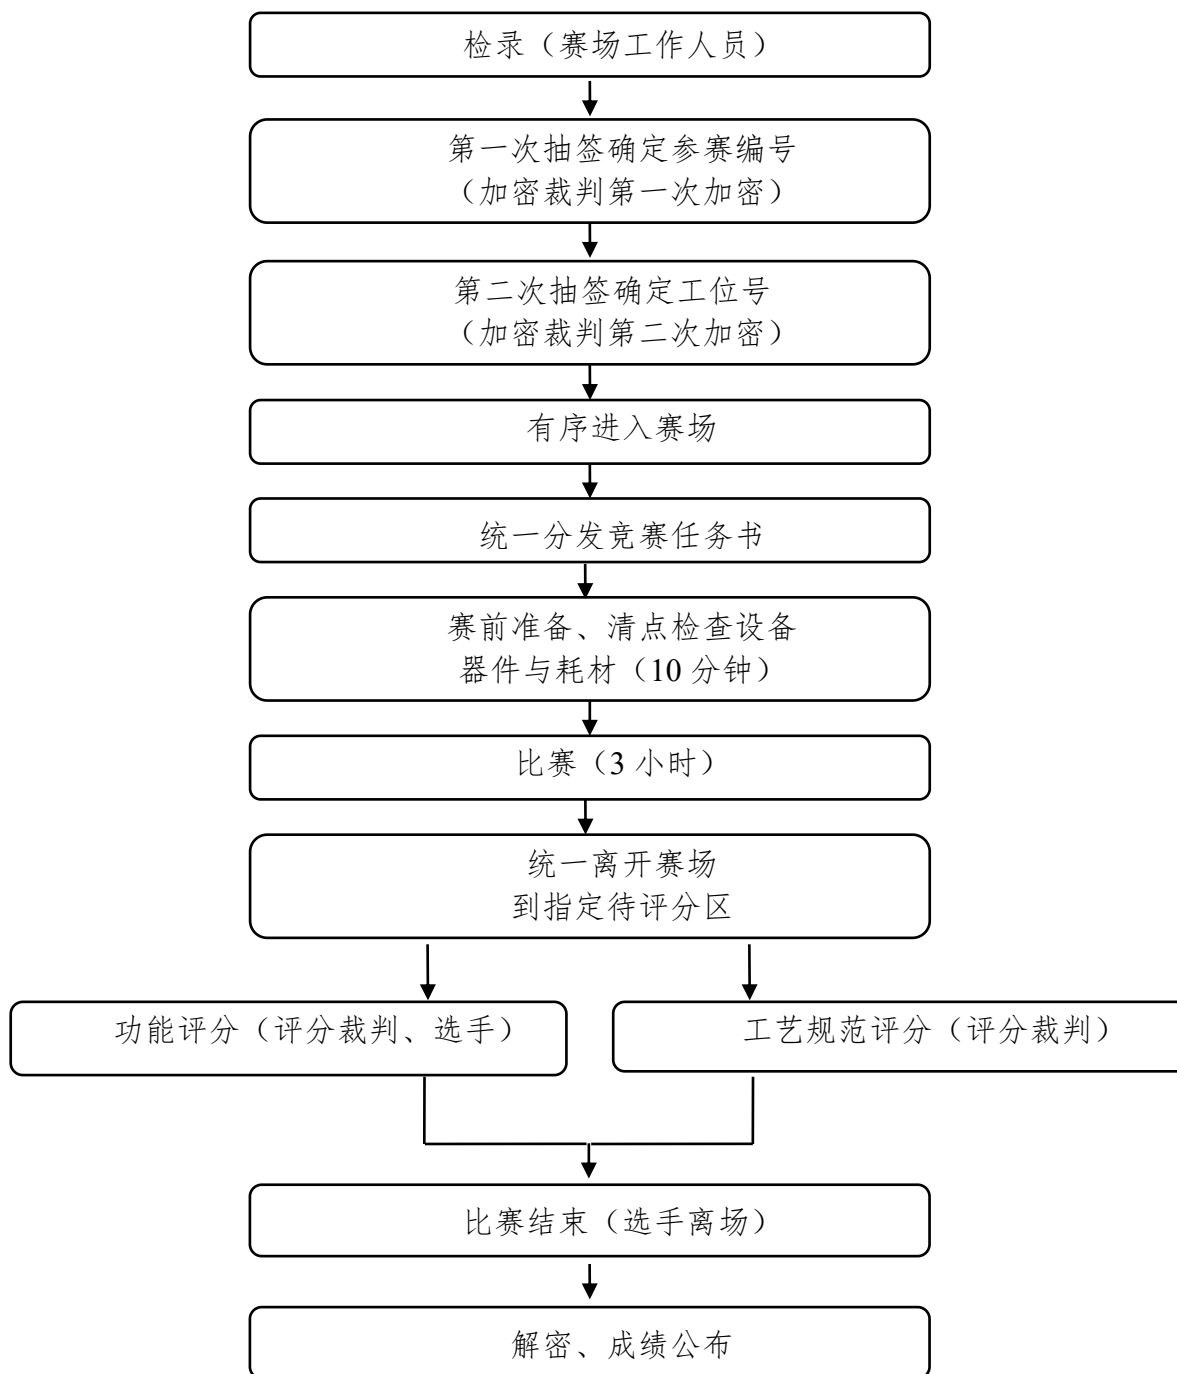 检录（赛场工作人员）
第一次抽签确定参赛编号
（加密裁判第一次加密）
第二次抽签确定工位号
（加密裁判第二次加密）
有序进入赛场
统一分发竞赛任务书
赛前准备、清点检查设备
器件与耗材（10 分钟）
比赛（3 小时）
统一离开赛场
到指定待评分区
功能评分（评分裁判、选手）
工艺规范评分（评分裁判）
比赛结束（选手离场）
解密、成绩公布